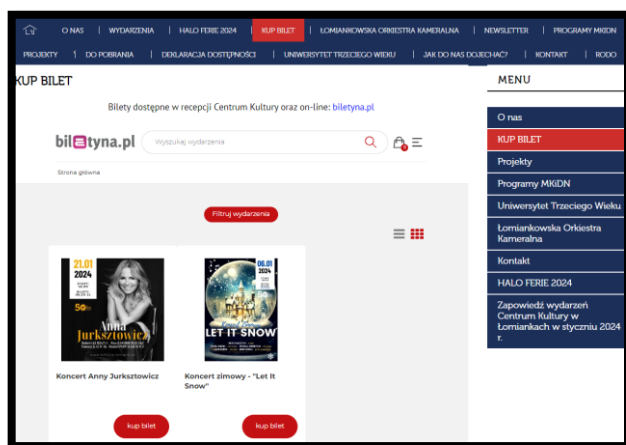 O NAS | WYDARZENIA | HALO FERIE 2024 | KUP BILET | ŁOMIANKOWSKA ORKIESTRA KAMERALNA | NEWSLETTER | PROGRAMY MKIDN
PROJEKTY | DO POBRANIA | DEKLARACJA DOSTĘPNOŚCI | UNIWERSYTET TRZECIEGO WIEKU | JAK DO NAS DOJECHAĆ? | KONTAKT | RODO
KUP BILET
Bilety dostępne w recepcji Centrum Kultury oraz on-line: biletyna.pl
biletyna.pl
Wyszukaj wydarzenia
Strona główna
Filtruj wydarzenia
21.01
2024
50
Anna
Jurksztowicz
Koncert Anny Jurksztowicz
kup bilet
06.01
2024
LET IT SNOW
Koncert zimowy - "Let It
Snow"
kup bilet
MENU
O nas
KUP BILET
Projekty
Programy MKiDN
Uniwersytet Trzeciego Wieku
Łomiankowska Orkiestra
Kameralna
Kontakt
HALO FERIE 2024
Zapowiedź wydarzeń
Centrum Kultury w
Łomiankach w styczniu 2024
r.